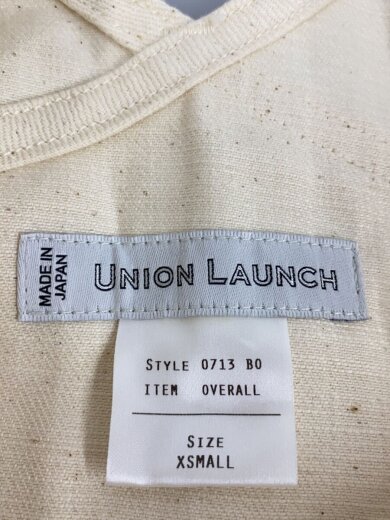 MADE IN
JAPAN
UNION LAUNCH
STYLE 0713 BO
ITEM OVERALL
SIZE
XSMALL